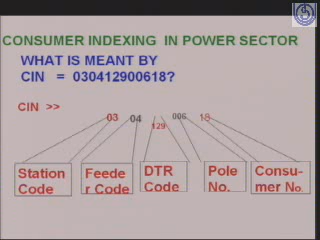 CONSUMER INDEXING IN POWER SECTOR
WHAT IS MEANT BY
CIN = 030412900618?
CIN >>
03 04 129 006 18
Station
Code
Feede
r Code
DTR
Code
Pole
No.
Consu-
mer No.